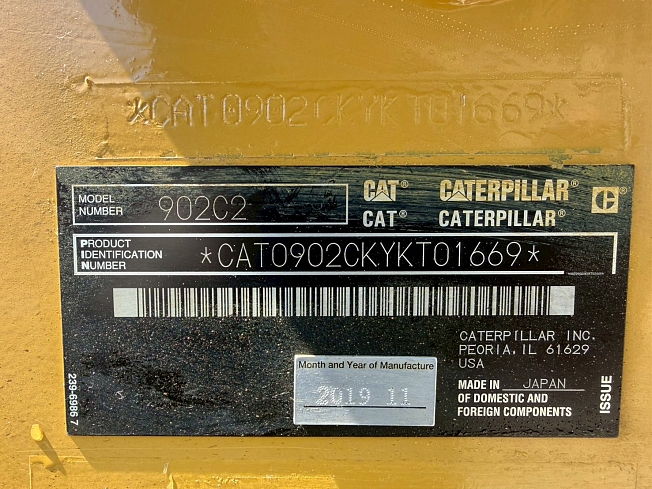 *CAT0902CKYKT01669*
MODEL NUMBER 902C2
CAT® CATERPILLAR®
CAT® CATERPILLAR®
PRODUCT IDENTIFICATION NUMBER *CAT0902CKYKT01669*
CATERPILLAR INC.
PEORIA, IL 61629
USA
Month and Year of Manufacture
2019 11
MADE IN JAPAN
OF DOMESTIC AND
FOREIGN COMPONENTS
ISSUE
239-6986 7